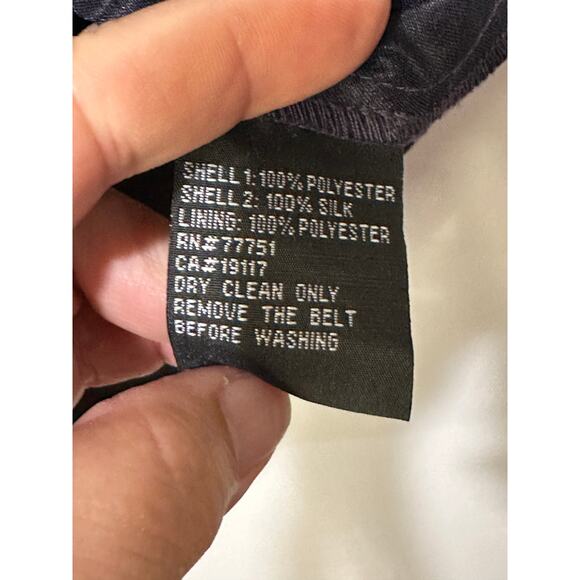 SHELL 1: 100% POLYESTER
SHELL 2: 100% SILK
LINING: 100% POLYESTER
RN#77751
CA#19117
DRY CLEAN ONLY
REMOVE THE BELT
BEFORE WASHING